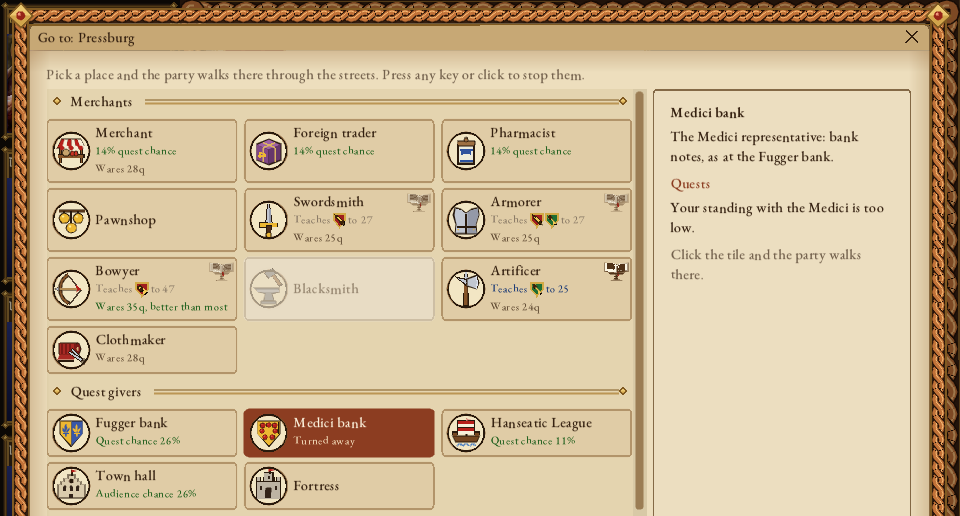 Go to: Pressburg
Pick a place and the party walks there through the streets. Press any key or click to stop them.
Merchants
Merchant
14% quest chance
Wares 28q
Foreign trader
14% quest chance
Pharmacist
14% quest chance
Pawnshop
Swordsmith
Teaches to 27
Wares 25q
Armorer
Teaches to 27
Wares 25q
Bowyer
Teaches to 47
Wares 35q, better than most
Blacksmith
Artificer
Teaches to 25
Wares 24q
Clothmaker
Wares 28q
Quest givers
Fugger bank
Quest chance 26%
Medici bank
Turned away
Hanseatic League
Quest chance 11%
Town hall
Audience chance 26%
Fortress
Medici bank
The Medici representative: bank
notes, as at the Fugger bank.
Quests
Your standing with the Medici is too
low.
Click the tile and the party walks
there.